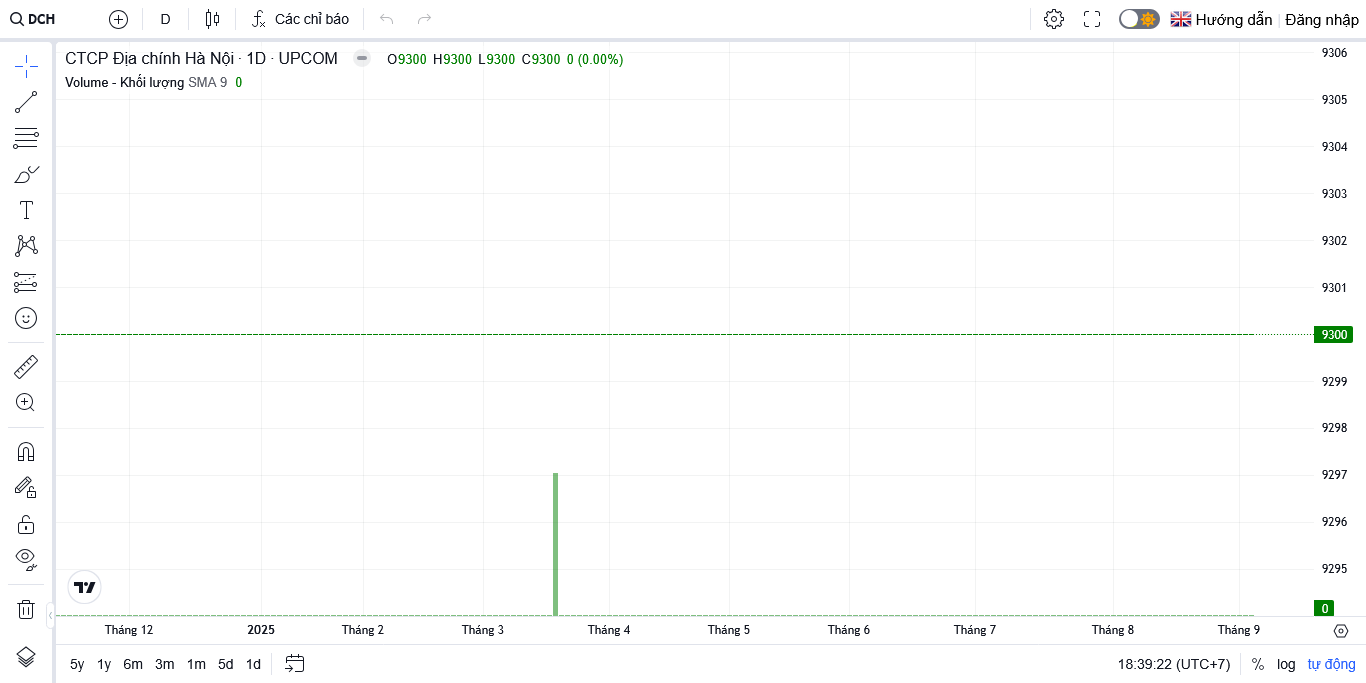 DCH
D
Các chỉ báo
Hướng dẫn
Đăng nhập
CTCP Địa chính Hà Nội · 1D · UPCOM
O9300 H9300 L9300 C9300 0 (0.00%)
Volume - Khối lượng SMA 9 0
9306
9305
9304
9303
9302
9301
9300
9299
9298
9297
9296
9295
0
Tháng 12 2025 Tháng 2 Tháng 3 Tháng 4 Tháng 5 Tháng 6 Tháng 7 Tháng 8 Tháng 9
5y 1y 6m 3m 1m 5d 1d
18:39:22 (UTC+7)
% log tự động